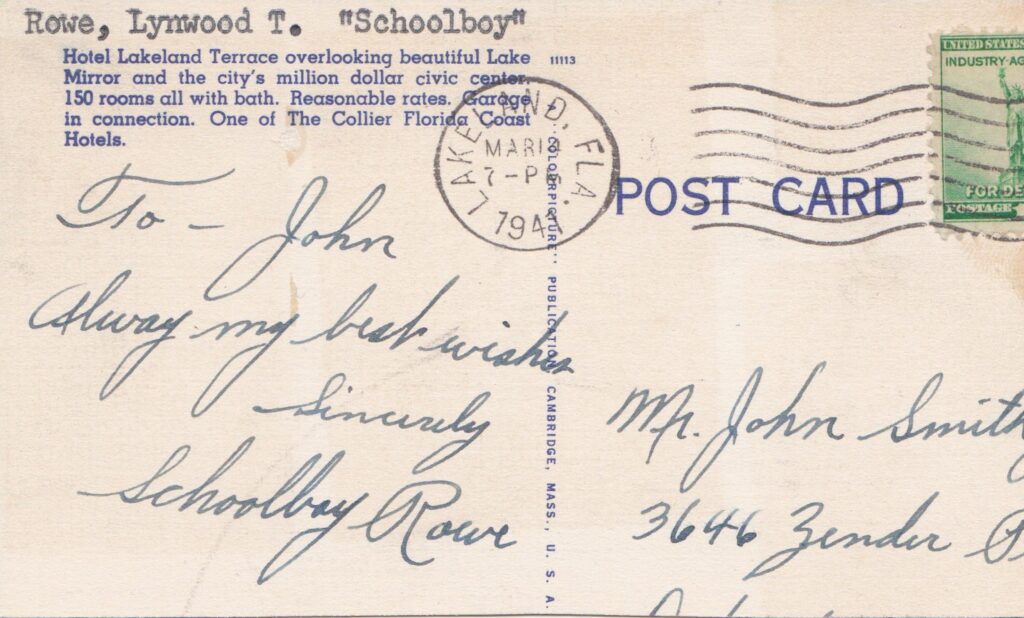 Rowe, Lynwood T. "Schoolboy"
Hotel Lakeland Terrace overlooking beautiful Lake
Mirror and the city's million dollar civic center.
150 rooms all with bath. Reasonable rates. Garage
in connection. One of The Collier Florida Coast
Hotels.
11113
LAKELAND, FLA.
MAR
7-PM
1941
UNITED STATES
INDUSTRY-AG
FOR DE
POSTAGE 1
POST CARD
"COLOURPICTURE" PUBLICATION CAMBRIDGE, MASS., U. S. A.
To - John
Alway my best wishes
Sincerely
Schoolboy Rowe
Mr. John Smith
3646 Zender